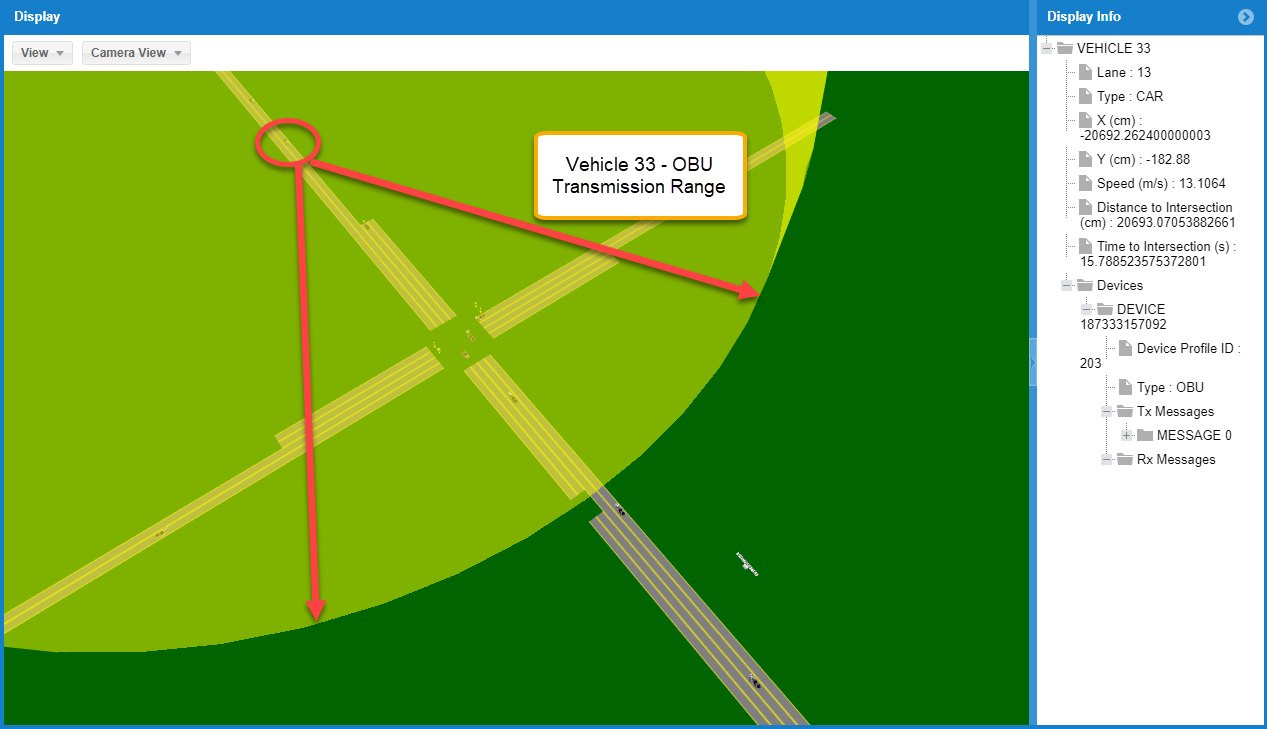 Display
View
Camera View
Vehicle 33 - OBU
Transmission Range
Display Info
VEHICLE 33
Lane : 13
Type : CAR
X (cm) :
-20692.262400000003
Y (cm) : -182.88
Speed (m/s) : 13.1064
Distance to Intersection
(cm) : 20693.07053882661
Time to Intersection (s) :
15.788523575372801
Devices
DEVICE
187333157092
Device Profile ID :
203
Type : OBU
Tx Messages
MESSAGE 0
Rx Messages